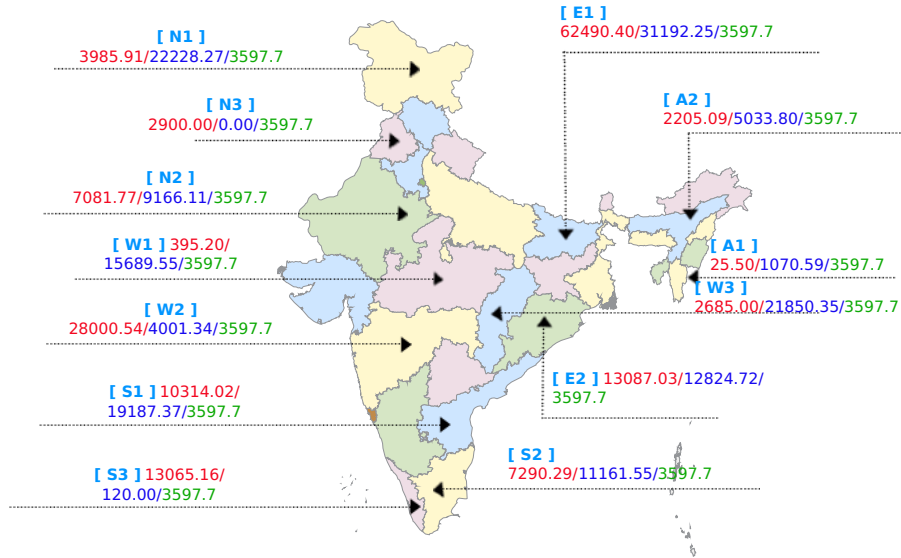 [ E1 ]
62490.40/31192.25/3597.7
[ N1 ]
3985.91/22228.27/3597.7
[ N3 ]
2900.00/0.00/3597.7
[ A2 ]
2205.09/5033.80/3597.7
[ N2 ]
7081.77/9166.11/3597.7
[ W1 ] 395.20/
15689.55/3597.7
[ A1 ]
25.50/1070.59/3597.7
[ W3 ]
2685.00/21850.35/3597.7
[ W2 ]
28000.54/4001.34/3597.7
[ E2 ] 13087.03/12824.72/
3597.7
[ S1 ] 10314.02/
19187.37/3597.7
[ S2 ]
7290.29/11161.55/3597.7
[ S3 ] 13065.16/
120.00/3597.7